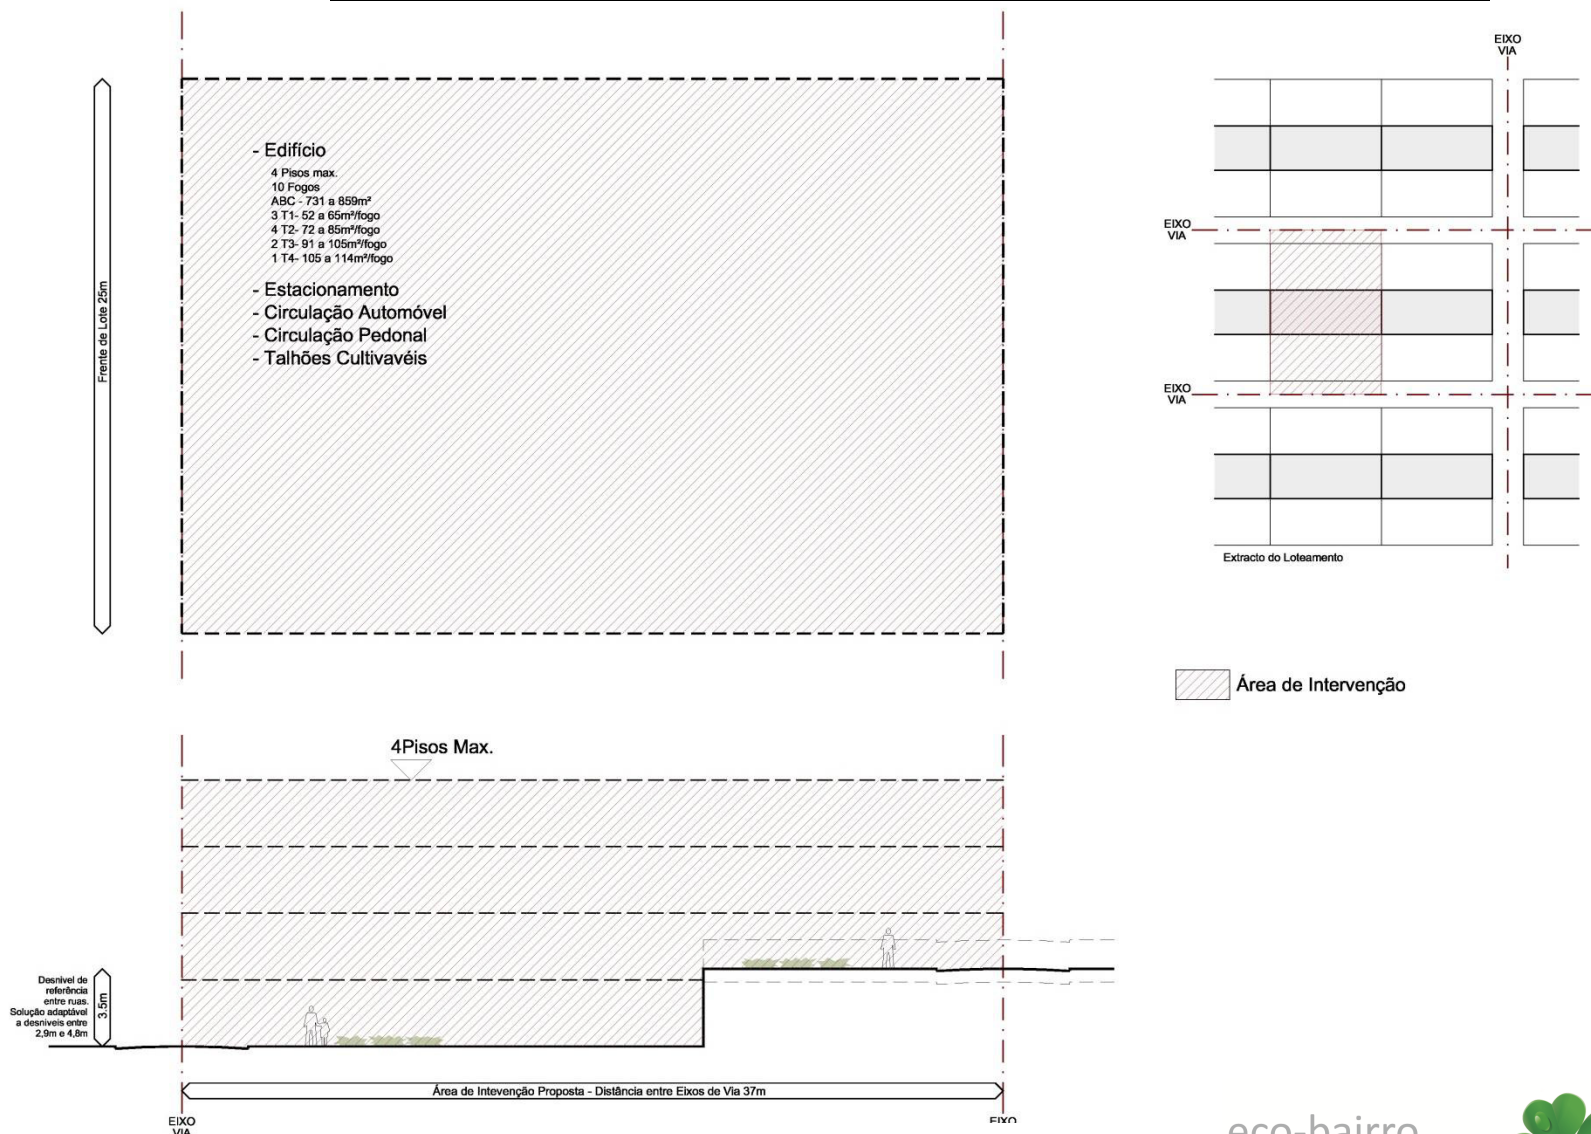 - Edifício
4 Pisos max.
10 Fogos
ABC - 731 a 859m²
3 T1- 52 a 65m²/fogo
4 T2- 72 a 85m²/fogo
2 T3- 91 a 105m²/fogo
1 T4- 105 a 114m²/fogo
- Estacionamento
- Circulação Automóvel
- Circulação Pedonal
- Talhões Cultivavéis
Frente de Lote 25m
EIXO
VIA
EIXO
VIA
EIXO
VIA
Extracto do Loteamento
Área de Intervenção
4Pisos Max.
Desnivel de
referência
entre ruas.
Solução adaptável
a desniveis entre
2,9m e 4,8m
3.5m
Área de Intevenção Proposta - Distância entre Eixos de Via 37m
EIXO
VIA
EIXO
eco-bairro